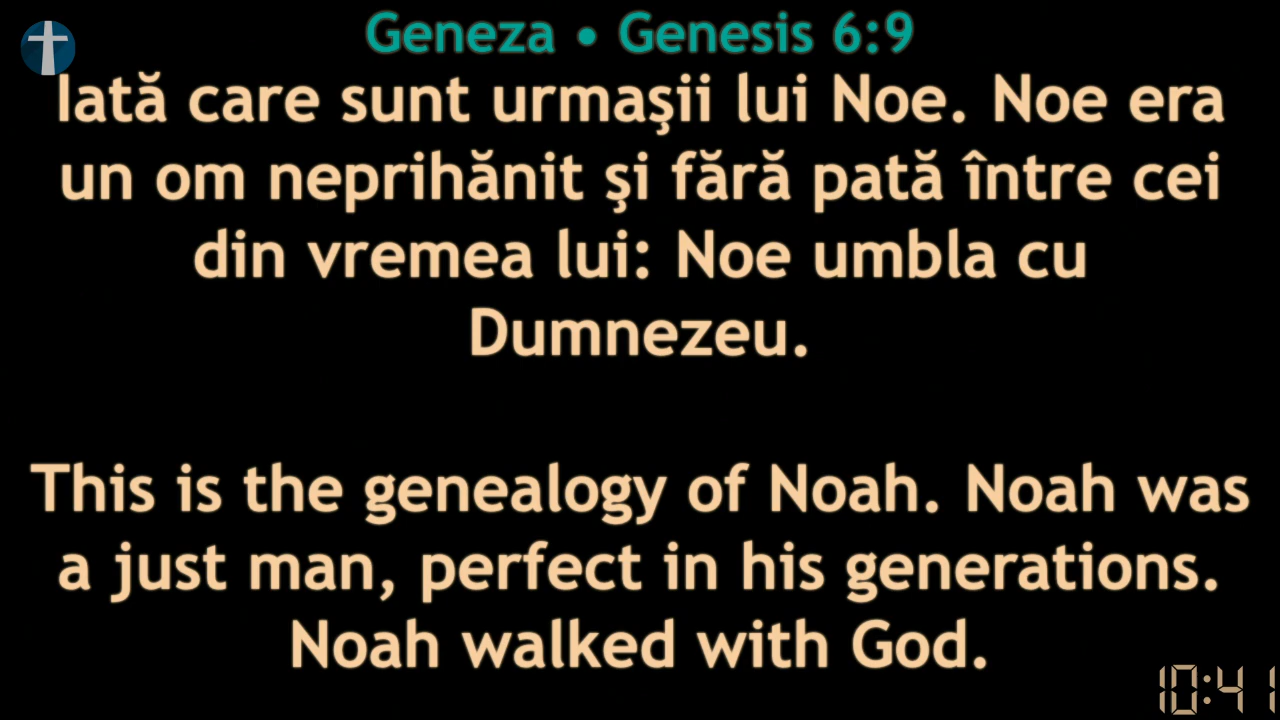 Geneza • Genesis 6:9
Iată care sunt urmaşii lui Noe. Noe era
un om neprihănit şi fără pată între cei
din vremea lui: Noe umbla cu
Dumnezeu.
This is the genealogy of Noah. Noah was
a just man, perfect in his generations.
Noah walked with God.
10:41